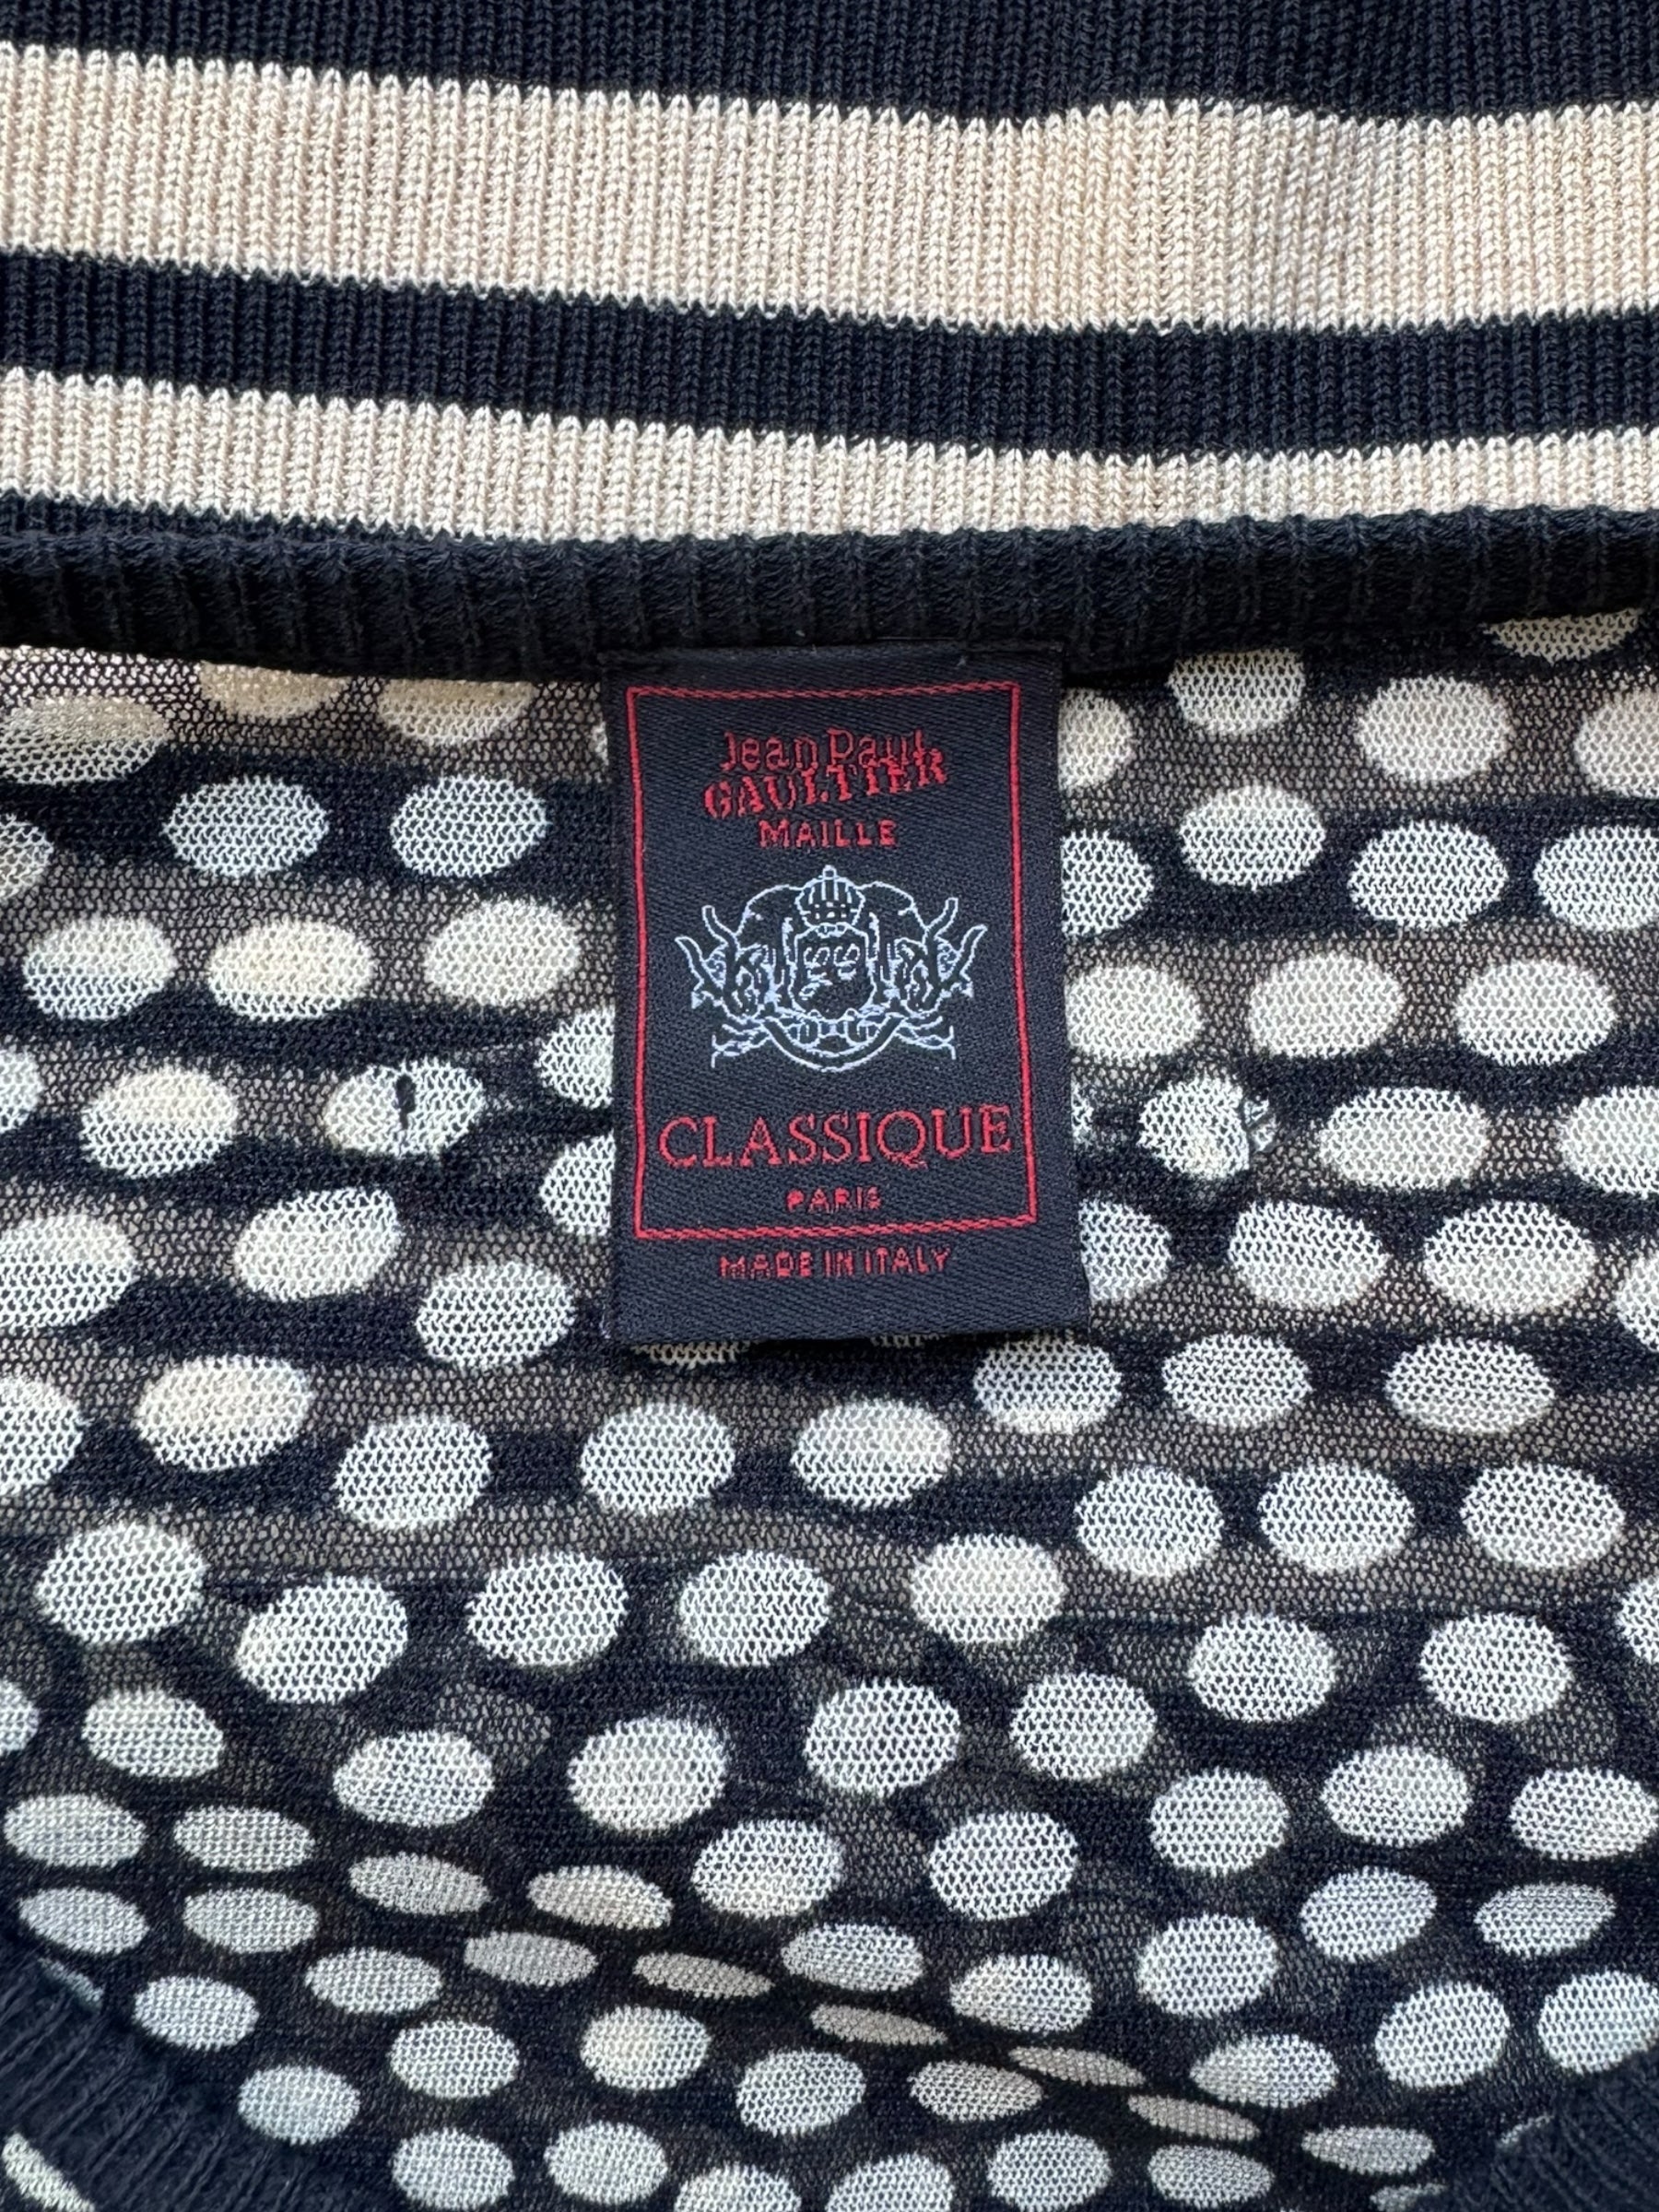 Jean Paul
GAULTIER
MAILLE
CLASSIQUE
PARIS
MADE IN ITALY